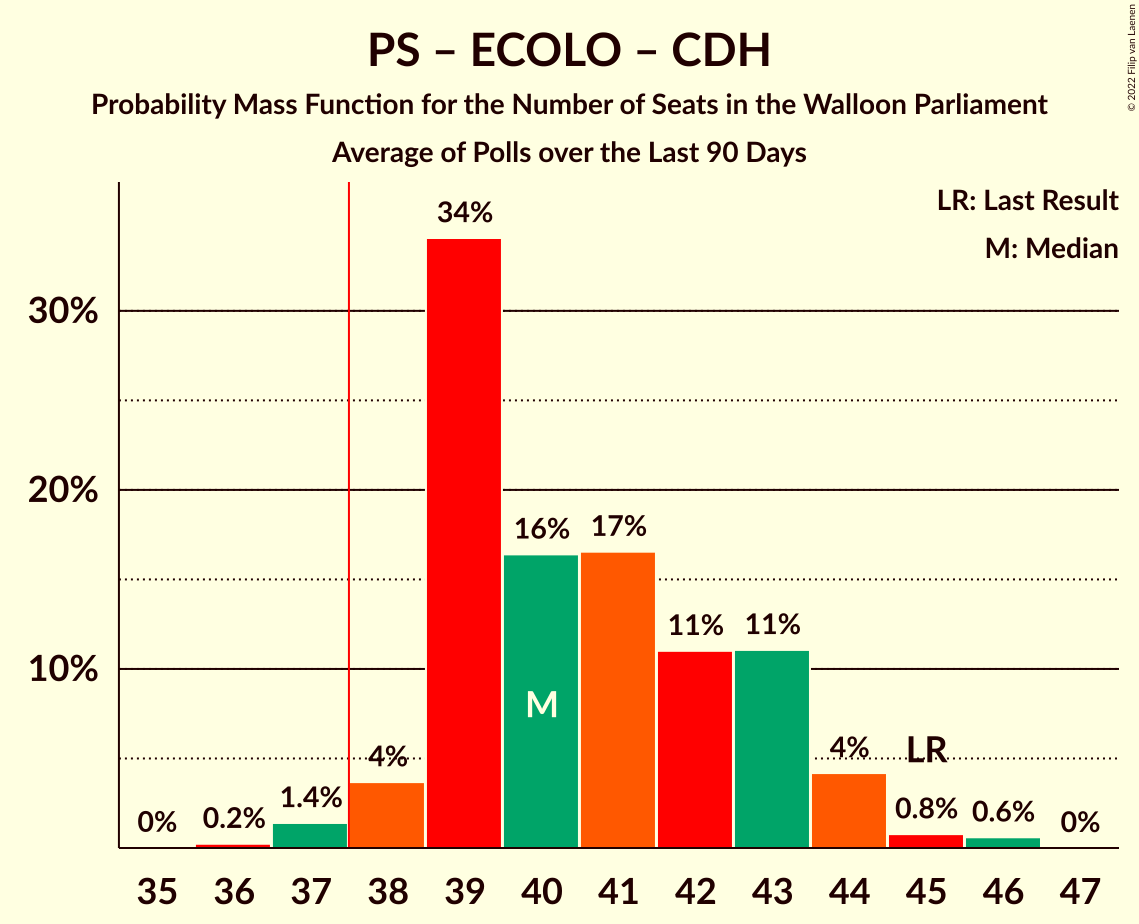 PS – ECOLO – CDH
Probability Mass Function for the Number of Seats in the Walloon Parliament
Average of Polls over the Last 90 Days
© 2022 Filip van Laenen
LR: Last Result
M: Median
30%
20%
10%
0%
0.2%
1.4%
4%
34%
16%
17%
11%
11%
4%
0.8%
0.6%
0%
M
LR
35 36 37 38 39 40 41 42 43 44 45 46 47